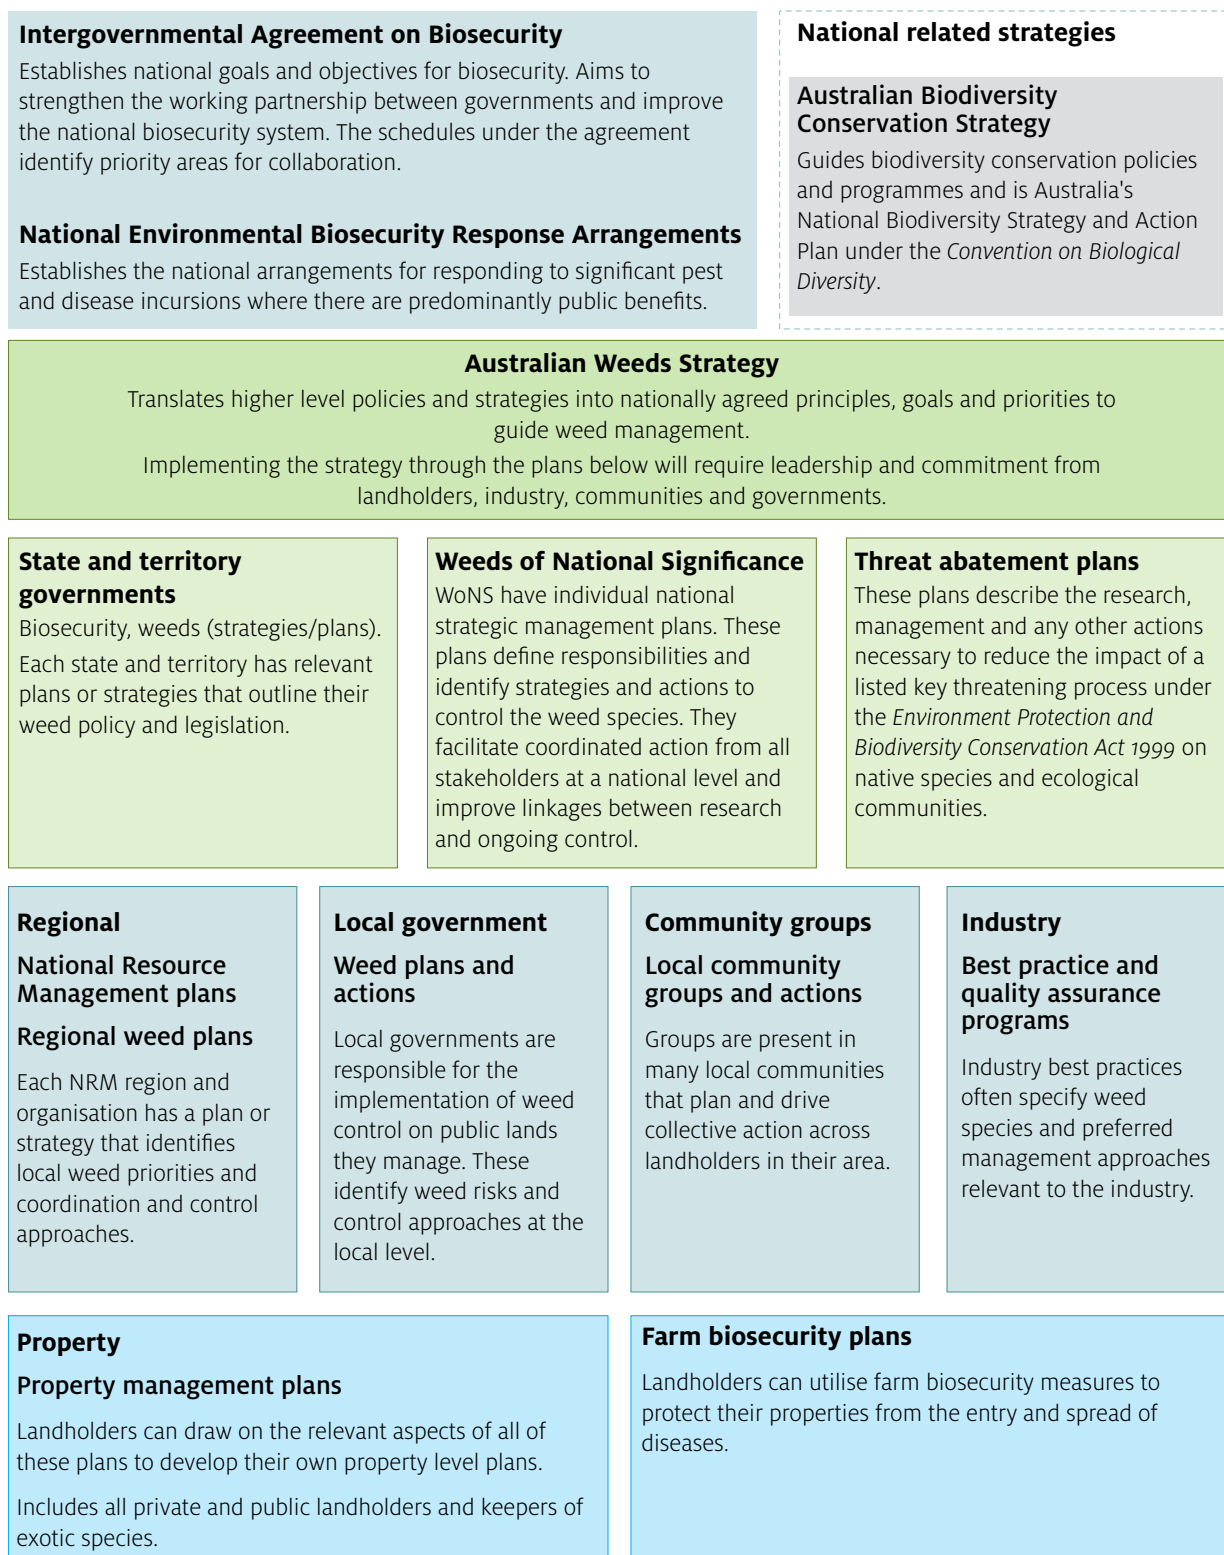 Intergovernmental Agreement on Biosecurity
Establishes national goals and objectives for biosecurity. Aims to
strengthen the working partnership between governments and improve
the national biosecurity system. The schedules under the agreement
identify priority areas for collaboration.
National Environmental Biosecurity Response Arrangements
Establishes the national arrangements for responding to significant pest
and disease incursions where there are predominantly public benefits.
National related strategies
Australian Biodiversity
Conservation Strategy
Guides biodiversity conservation policies
and programmes and is Australia's
National Biodiversity Strategy and Action
Plan under the Convention on Biological
Diversity.
Australian Weeds Strategy
Translates higher level policies and strategies into nationally agreed principles, goals and priorities to
guide weed management.
Implementing the strategy through the plans below will require leadership and commitment from
landholders, industry, communities and governments.
State and territory
governments
Biosecurity, weeds (strategies/plans).
Each state and territory has relevant
plans or strategies that outline their
weed policy and legislation.
Weeds of National Significance
WoNS have individual national
strategic management plans. These
plans define responsibilities and
identify strategies and actions to
control the weed species. They
facilitate coordinated action from all
stakeholders at a national level and
improve linkages between research
and ongoing control.
Threat abatement plans
These plans describe the research,
management and any other actions
necessary to reduce the impact of a
listed key threatening process under
the Environment Protection and
Biodiversity Conservation Act 1999 on
native species and ecological
communities.
Regional
National Resource
Management plans
Regional weed plans
Each NRM region and
organisation has a plan or
strategy that identifies
local weed priorities and
coordination and control
approaches.
Local government
Weed plans and
actions
Local governments are
responsible for the
implementation of weed
control on public lands
they manage. These
identify weed risks and
control approaches at the
local level.
Community groups
Local community
groups and actions
Groups are present in
many local communities
that plan and drive
collective action across
landholders in their area.
Industry
Best practice and
quality assurance
programs
Industry best practices
often specify weed
species and preferred
management approaches
relevant to the industry.
Property
Property management plans
Landholders can draw on the relevant aspects of all of
these plans to develop their own property level plans.
Includes all private and public landholders and keepers of
exotic species.
Farm biosecurity plans
Landholders can utilise farm biosecurity measures to
protect their properties from the entry and spread of
diseases.